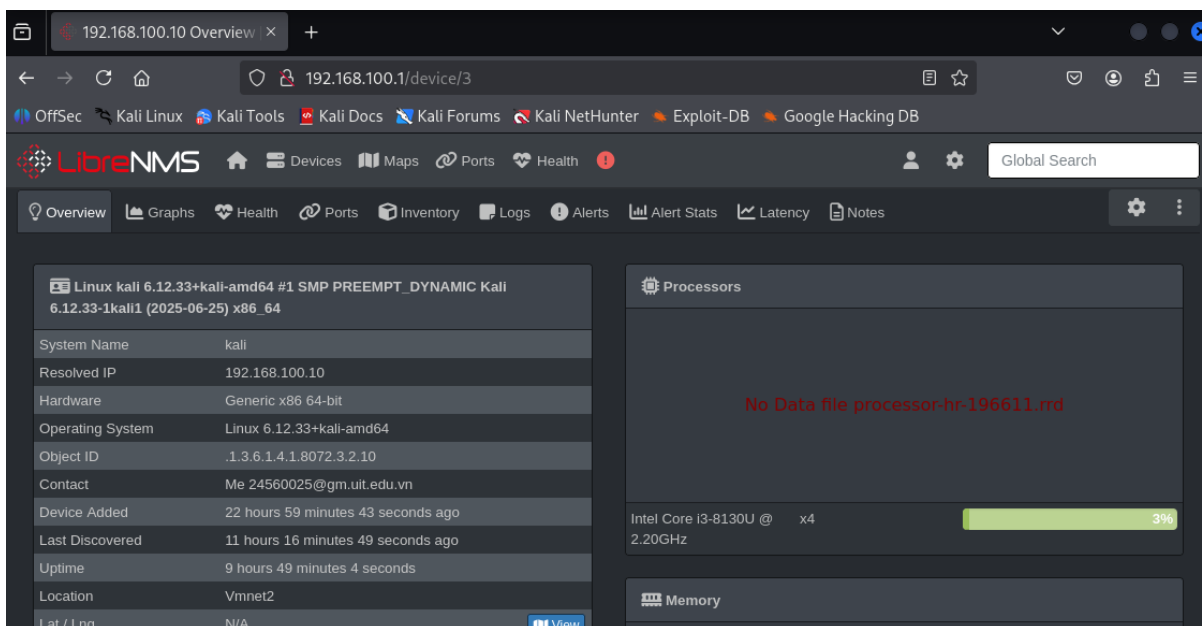 192.168.100.10 Overview
192.168.100.1/device/3
OffSec Kali Linux Kali Tools Kali Docs Kali Forums Kali NetHunter Exploit-DB Google Hacking DB
LibreNMS Devices Maps Ports Health Global Search
Overview Graphs Health Ports Inventory Logs Alerts Alert Stats Latency Notes
Linux kali 6.12.33+kali-amd64 #1 SMP PREEMPT_DYNAMIC Kali
6.12.33-1kali1 (2025-06-25) x86_64
System Name kali
Resolved IP 192.168.100.10
Hardware Generic x86 64-bit
Operating System Linux 6.12.33+kali-amd64
Object ID .1.3.6.1.4.1.8072.3.2.10
Contact Me 24560025@gm.uit.edu.vn
Device Added 22 hours 59 minutes 43 seconds ago
Last Discovered 11 hours 16 minutes 49 seconds ago
Uptime 9 hours 49 minutes 4 seconds
Location Vmnet2
Lat / Lng N/A View
Processors
No Data file processor-hr-196611.rrd
Intel Core i3-8130U @ x4 3%
2.20GHz
Memory